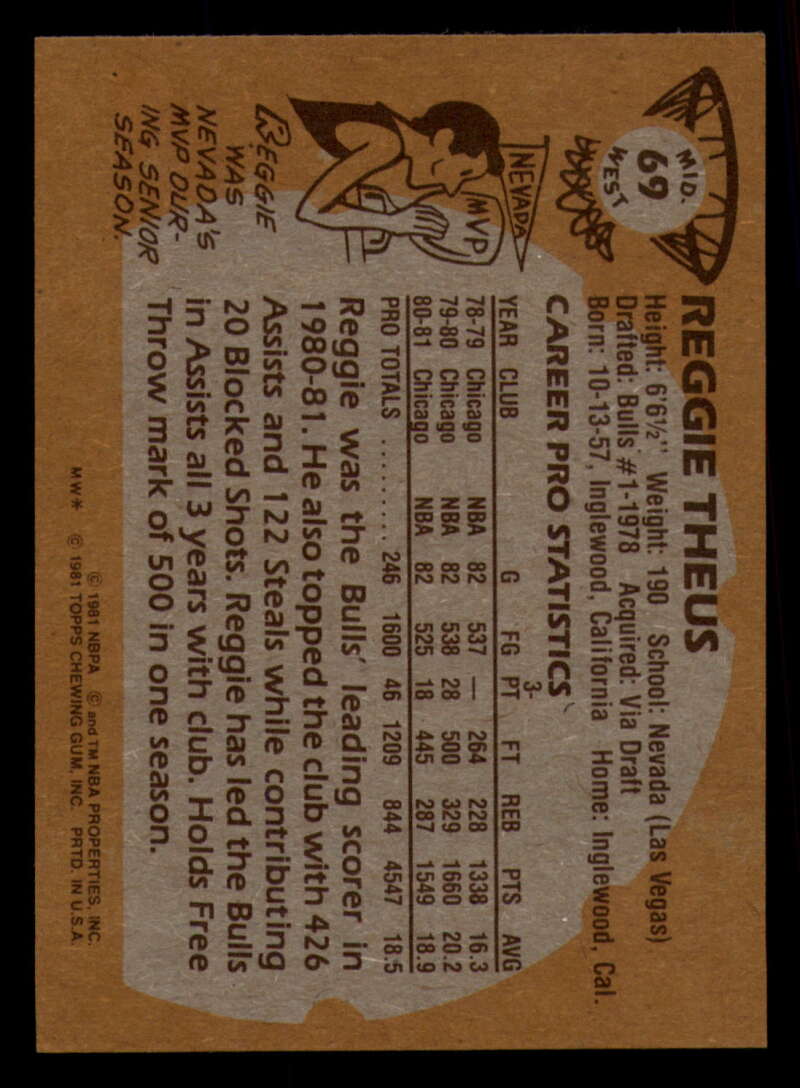 MID.
69
WEST
REGGIE THEUS
Height: 6'6½" Weight: 190 School: Nevada (Las Vegas)
Drafted: Bulls #1-1978 Acquired: Via Draft
Born: 10-13-57, Inglewood, California Home: Inglewood, Cal.
CAREER PRO STATISTICS
YEAR CLUB G FG 3-PT FT REB PTS AVG
78-79 Chicago NBA 82 537 — 264 228 1338 16.3
79-80 Chicago NBA 82 538 28 500 329 1660 20.2
80-81 Chicago NBA 82 525 18 445 287 1549 18.9
PRO TOTALS .......... 246 1600 46 1209 844 4547 18.5
Reggie was the Bulls' leading scorer in
1980-81. He also topped the club with 426
Assists and 122 Steals while contributing
20 Blocked Shots. Reggie has led the Bulls
in Assists all 3 years with club. Holds Free
Throw mark of 500 in one season.
NEVADA
MVP
REGGIE
WAS
NEVADA'S
MVP DUR-
ING SENIOR
SEASON.
© 1981 NBPA © and TM NBA PROPERTIES, INC.
MW* © 1981 TOPPS CHEWING GUM, INC. PRTD. IN U.S.A.